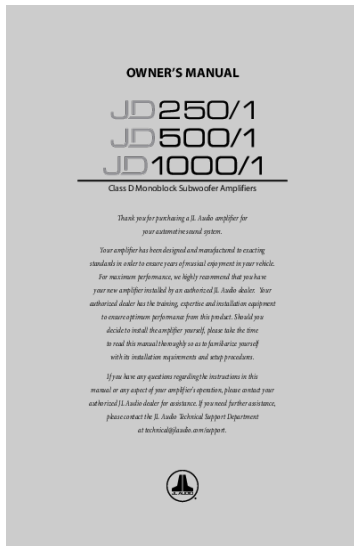 OWNER'S MANUAL
JD250/1
JD500/1
JD1000/1
Class D Monoblock Subwoofer Amplifiers
Thank you for purchasing a JL Audio amplifier for
your automotive sound system.
Your amplifier has been designed and manufactured to exacting
standards in order to ensure years of musical enjoyment in your vehicle.
For maximum performance, we highly recommend that you have
your new amplifier installed by an authorized JL Audio dealer. Your
authorized dealer has the training, expertise and installation equipment
to ensure optimum performance from this product. Should you
decide to install the amplifier yourself, please take the time
to read this manual thoroughly so as to familiarize yourself
with its installation requirements and setup procedures.
If you have any questions regarding the instructions in this
manual or any aspect of your amplifier's operation, please contact your
authorized JL Audio dealer for assistance. If you need further assistance,
please contact the JL Audio Technical Support Department
at technical@jlaudio.com/support.
JL AUDIO